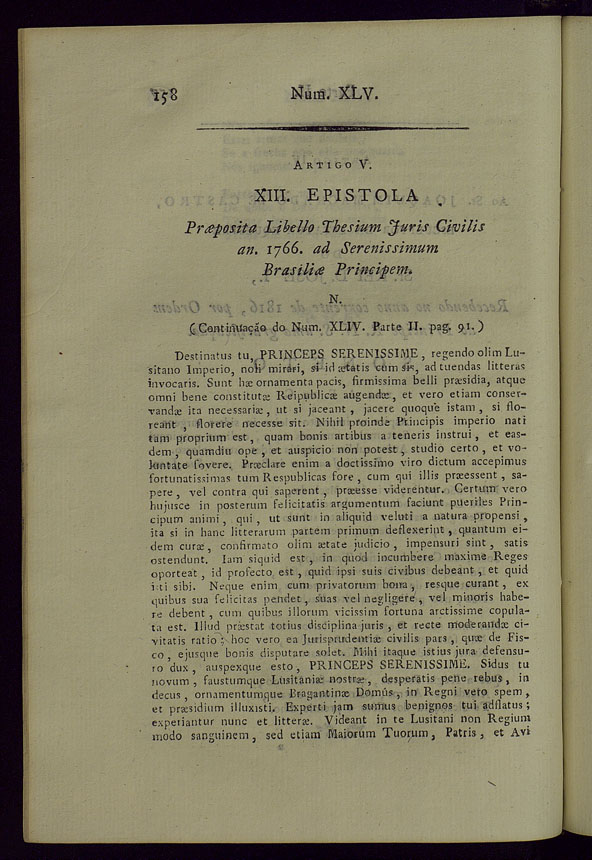 158 Num. XLV.
ARTIGO V.
XIII. EPISTOLA
Præposita Libello Thesium Juris Civilis
an. 1766. ad Serenissimum
Brasiliæ Principem.
N.
(Continuação do Num. XLIV. Parte II. pag. 91.)
Destinatus tu, PRINCEPS SERENISSIME, regendo olim Lu-
sitano Imperio, noli mirari, si id ætatis cum sis, ad tuendas litteras
invocaris. Sunt hæ ornamenta pacis, firmissima belli præsidia, atque
omni bene constitutæ Reipublicæ augendæ, et vero etiam conser-
vandæ ita necessariæ, ut si jaceant, jacere quoque istam, si flo-
reant, florere necesse sit. Nihil proinde Principis imperio nati
tam proprium est, quam bonis artibus a teneris instrui, et eas-
dem, quamdiu ope, et auspicio non potest, studio certo, et vo-
luntate fovere. Præclare enim a doctissimo viro dictum accepimus
fortunatissimas tum Respublicas fore, cum qui illis præessent, sa-
pere, vel contra qui saperent, præesse viderentur. Certum vero
hujusce in posterum felicitatis argumentum faciunt pueriles Prin-
cipum animi, qui, ut sunt in aliquid veluti a natura propensi,
ita si in hanc litterarum partem primum deflexerint, quantum ei-
dem curæ, confirmato olim ætate judicio, impensuri sint, satis
ostendunt. Iam siquid est, in quod incumbere maxime Reges
oporteat, id profecto est, quid ipsi suis civibus debeant, et quid
isti sibi. Neque enim cum privatorum bona, resque curant, ex
quibus sua felicitas pendet, suas vel negligere, vel minoris habe-
re debent, cum quibus illorum vicissim fortuna arctissime copula-
ta est. Illud præstat totius disciplina juris, et recte moderandæ ci-
vitatis ratio: hoc vero ea Jurisprudentiæ civilis pars, quæ de Fis-
co, ejusque bonis disputare solet. Mihi itaque istius jura defensu-
ro dux, auspexque esto, PRINCEPS SERENISSIME. Sidus tu
novum, faustumque Lusitaniæ nostræ, desperatis pene rebus, in
decus, ornamentumque Bragantinæ Domûs, in Regni vero spem,
et præsidium illuxisti. Experti jam sumus benignos tui adflatus;
experiantur nunc et litteræ. Videant in te Lusitani non Regium
modo sanguinem, sed etiam Maiorum Tuorum, Patris, et Avi